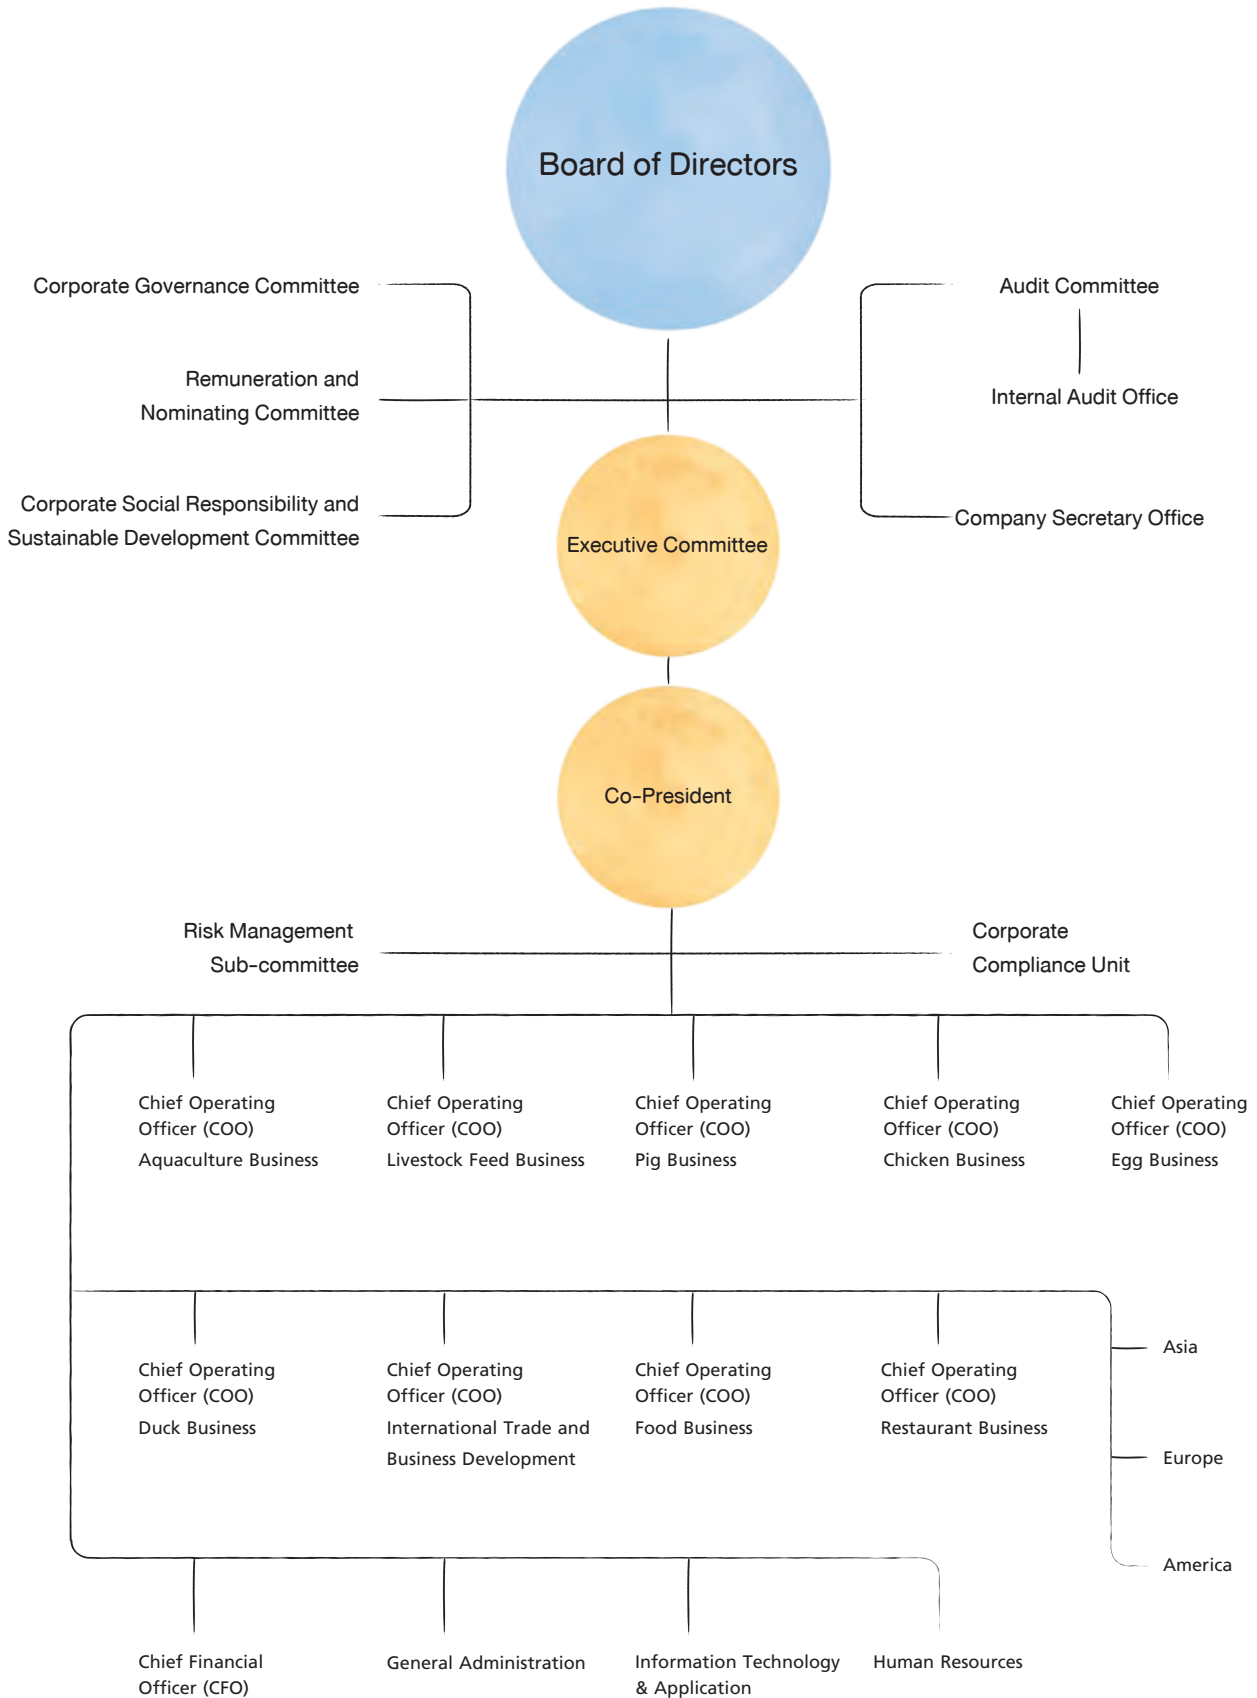 Board of Directors
Corporate Governance Committee
Audit Committee
Remuneration and
Nominating Committee
Internal Audit Office
Corporate Social Responsibility and
Sustainable Development Committee
Company Secretary Office
Executive Committee
Co-President
Risk Management
Sub-committee
Corporate
Compliance Unit
Chief Operating
Officer (COO)
Aquaculture Business
Chief Operating
Officer (COO)
Livestock Feed Business
Chief Operating
Officer (COO)
Pig Business
Chief Operating
Officer (COO)
Chicken Business
Chief Operating
Officer (COO)
Egg Business
Chief Operating
Officer (COO)
Duck Business
Chief Operating
Officer (COO)
International Trade and
Business Development
Chief Operating
Officer (COO)
Food Business
Chief Operating
Officer (COO)
Restaurant Business
Asia
Europe
America
Chief Financial
Officer (CFO)
General Administration
Information Technology
& Application
Human Resources